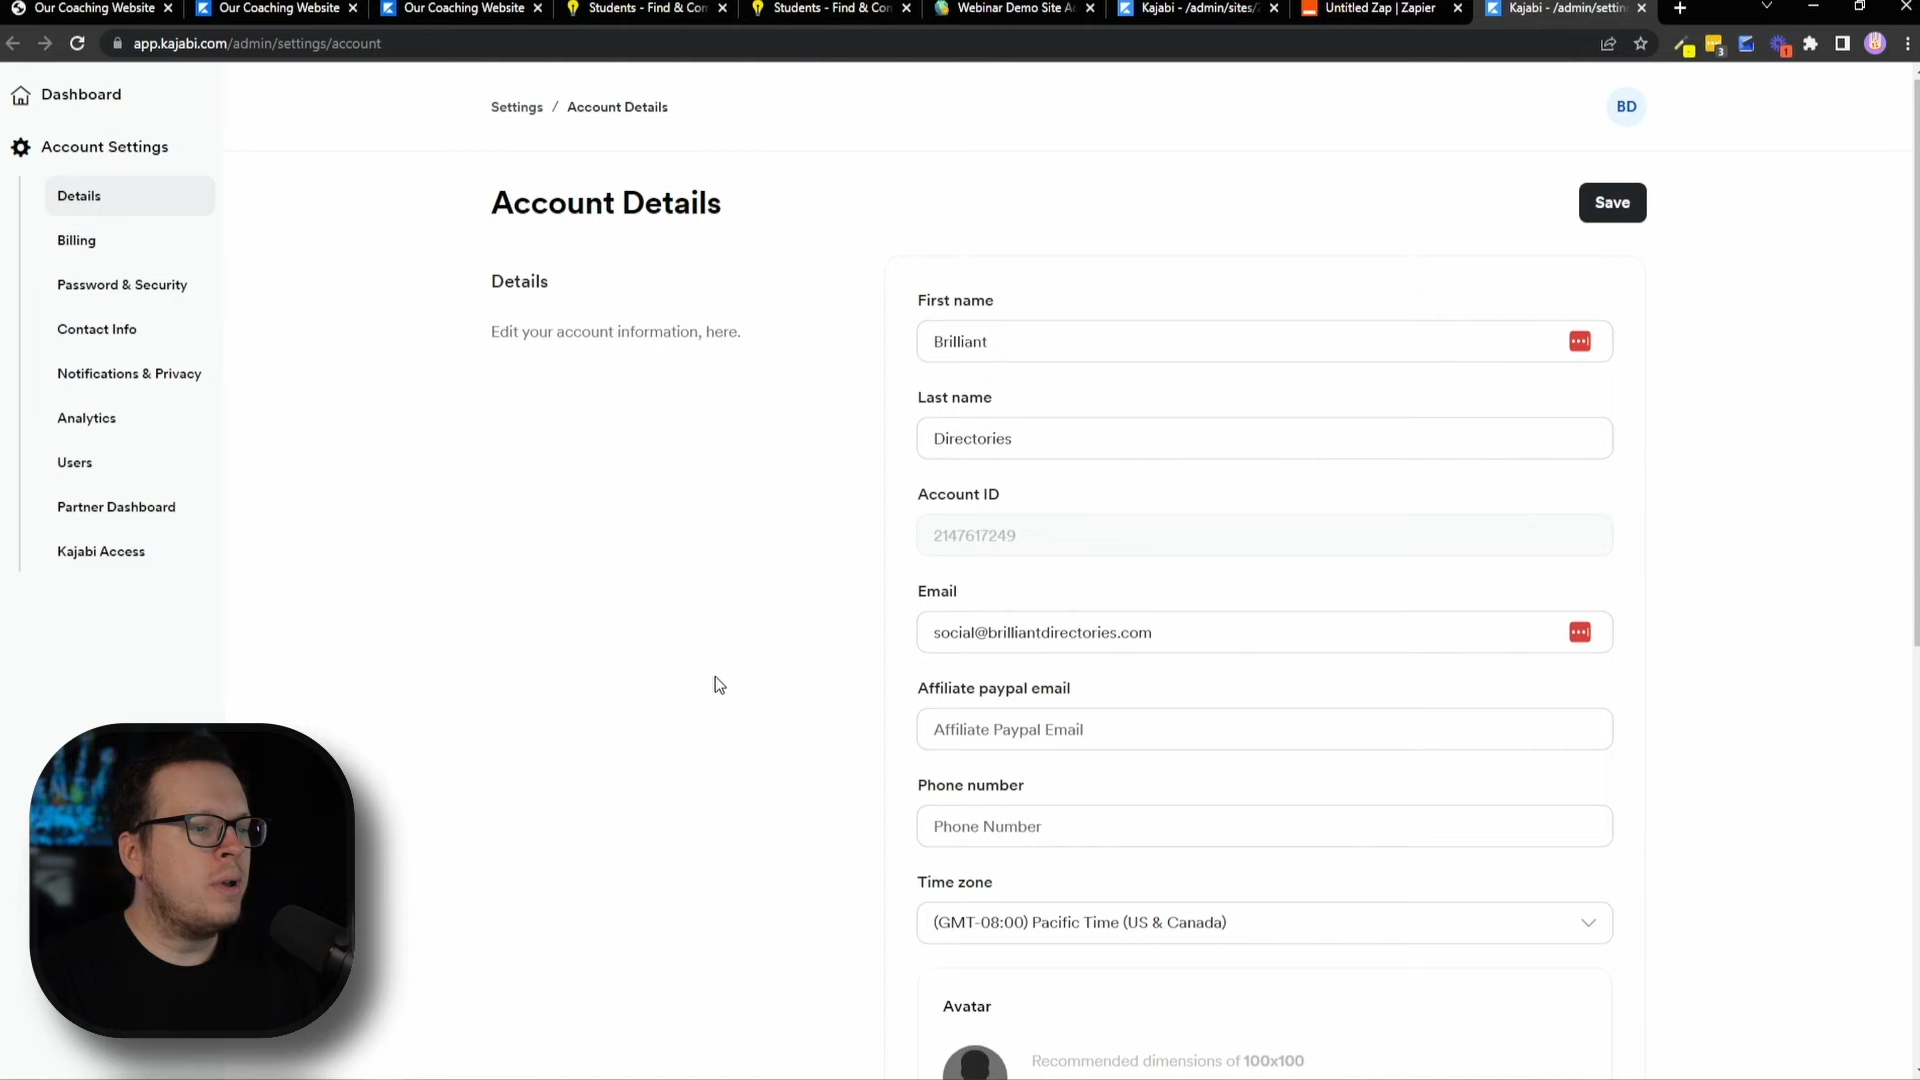 Our Coaching Website
Our Coaching Website
Our Coaching Website
Students - Find & Con
Students - Find & Con
Webinar Demo Site A
Kajabi - /admin/sites/
Untitled Zap | Zapier
Kajabi - /admin/settin
app.kajabi.com/admin/settings/account
3
1
Dashboard
Account Settings
Details
Billing
Password & Security
Contact Info
Notifications & Privacy
Analytics
Users
Partner Dashboard
Kajabi Access
Settings / Account Details
BD
Account Details
Save
Details
Edit your account information, here.
First name
Brilliant
Last name
Directories
Account ID
2147617249
Email
social@brilliantdirectories.com
Affiliate paypal email
Affiliate Paypal Email
Phone number
Phone Number
Time zone
(GMT-08:00) Pacific Time (US & Canada)
Avatar
Recommended dimensions of 100x100